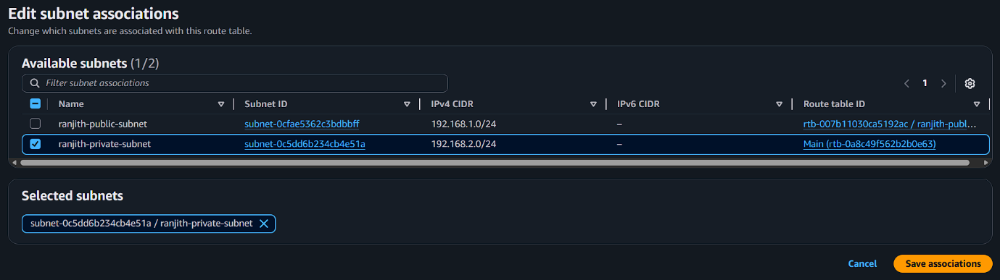 Edit subnet associations
Change which subnets are associated with this route table.
Available subnets (1/2)
Filter subnet associations
1
Name Subnet ID IPv4 CIDR IPv6 CIDR Route table ID
ranjith-public-subnet subnet-0cfae5362c3bdbbff 192.168.1.0/24 – rtb-007b11030ca5192ac / ranjith-publ...
ranjith-private-subnet subnet-0c5dd6b234cb4e51a 192.168.2.0/24 – Main (rtb-0a8c49f562b2b0e63)
Selected subnets
subnet-0c5dd6b234cb4e51a / ranjith-private-subnet
Cancel Save associations